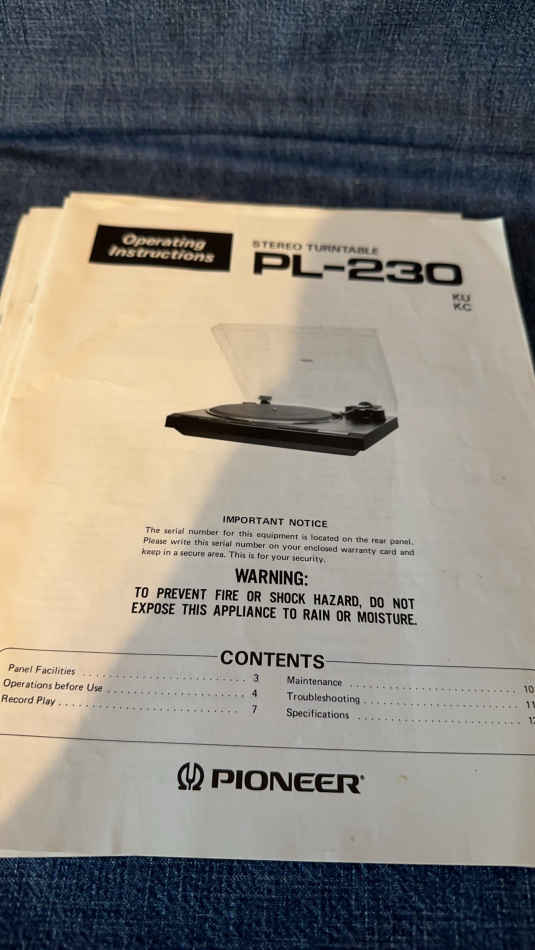 Operating
Instructions
STEREO TURNTABLE
PL-230
KU
KC
IMPORTANT NOTICE
The serial number for this equipment is located on the rear panel.
Please write this serial number on your enclosed warranty card and
keep in a secure area. This is for your security.
WARNING:
TO PREVENT FIRE OR SHOCK HAZARD, DO NOT
EXPOSE THIS APPLIANCE TO RAIN OR MOISTURE.
CONTENTS
Panel Facilities . . . . . . . . . . . . . . . . . . . . . . . . 3
Operations before Use . . . . . . . . . . . . . . . . . . . . 4
Record Play . . . . . . . . . . . . . . . . . . . . . . . . . . . 7
Maintenance . . . . . . . . . . . . . . . . . . . . . . . . . 10
Troubleshooting . . . . . . . . . . . . . . . . . . . . . . . 11
Specifications . . . . . . . . . . . . . . . . . . . . . . . . 12
PIONEER®